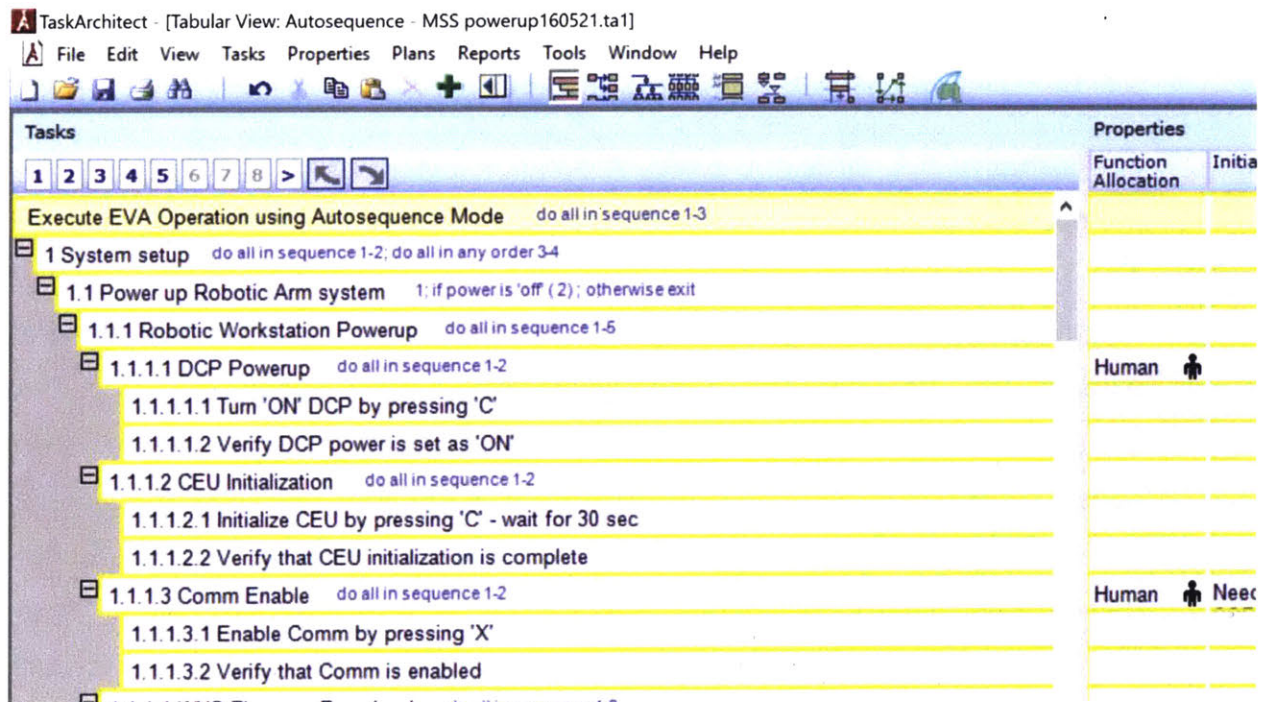 TaskArchitect - [Tabular View: Autosequence - MSS powerup160521.ta1]
File Edit View Tasks Properties Plans Reports Tools Window Help
Tasks
Properties
1 2 3 4 5 6 7 8 >
Function Allocation
Initia
Execute EVA Operation using Autosequence Mode do all in sequence 1-3
1 System setup do all in sequence 1-2; do all in any order 3-4
1.1 Power up Robotic Arm system 1; if power is 'off' ( 2) ; otherwise exit
1.1.1 Robotic Workstation Powerup do all in sequence 1-5
1.1.1.1 DCP Powerup do all in sequence 1-2 Human
1.1.1.1.1 Turn 'ON' DCP by pressing 'C'
1.1.1.1.2 Verify DCP power is set as 'ON'
1.1.1.2 CEU Initialization do all in sequence 1-2
1.1.1.2.1 Initialize CEU by pressing 'C' - wait for 30 sec
1.1.1.2.2 Verify that CEU initialization is complete
1.1.1.3 Comm Enable do all in sequence 1-2 Human Need
1.1.1.3.1 Enable Comm by pressing 'X'
1.1.1.3.2 Verify that Comm is enabled